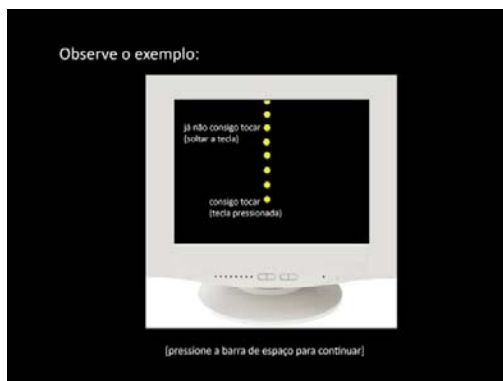 Observe o exemplo:
já não consigo tocar
(soltar a tecla)
consigo tocar
(tecla pressionada)
[pressione a barra de espaço para continuar]